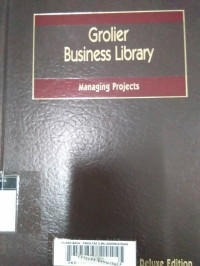 Grolier
Business Library
Managing Projects
Deluxe Edition